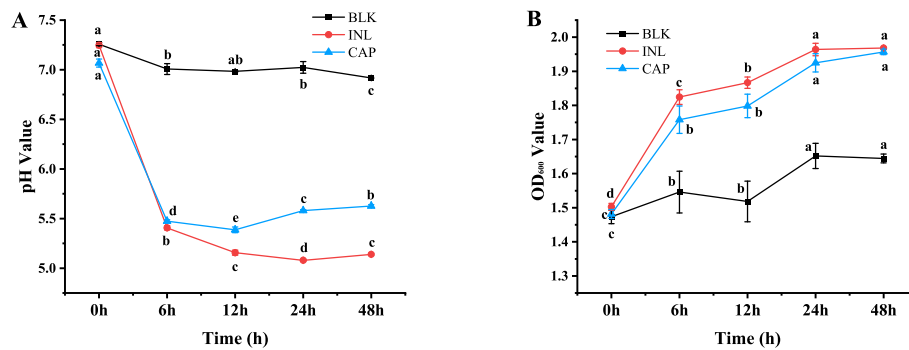 A
BLK
INL
CAP
7.5
7.0
6.5
6.0
5.5
5.0
pH Value
a
a
a
b
ab
b
c
d
e
c
b
b
c
d
c
0h
6h
12h
24h
48h
Time (h)
B
BLK
INL
CAP
2.0
1.9
1.8
1.7
1.6
1.5
1.4
1.3
OD₆₀₀ Value
d
c
c
c
b
b
b
b
b
a
a
a
a
a
a
0h
6h
12h
24h
48h
Time (h)